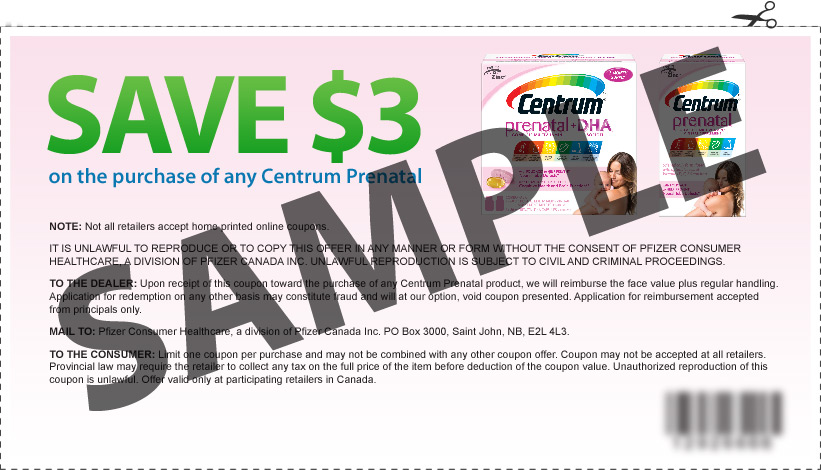 SAVE $3
on the purchase of any Centrum Prenatal
Centrum
prenatal+DHA
Centrum
prenatal
SAMPLE
NOTE: Not all retailers accept home printed online coupons.
IT IS UNLAWFUL TO REPRODUCE OR TO COPY THIS OFFER IN ANY MANNER OR FORM WITHOUT THE CONSENT OF PFIZER CONSUMER
HEALTHCARE, A DIVISION OF PFIZER CANADA INC. UNLAWFUL REPRODUCTION IS SUBJECT TO CIVIL AND CRIMINAL PROCEEDINGS.
TO THE DEALER: Upon receipt of this coupon toward the purchase of any Centrum Prenatal product, we will reimburse the face value plus regular handling.
Application for redemption on any other basis may constitute fraud and will at our option, void coupon presented. Application for reimbursement accepted
from principals only.
MAIL TO: Pfizer Consumer Healthcare, a division of Pfizer Canada Inc. PO Box 3000, Saint John, NB, E2L 4L3.
TO THE CONSUMER: Limit one coupon per purchase and may not be combined with any other coupon offer. Coupon may not be accepted at all retailers.
Provincial law may require the retailer to collect any tax on the full price of the item before deduction of the coupon value. Unauthorized reproduction of this
coupon is unlawful. Offer valid only at participating retailers in Canada.